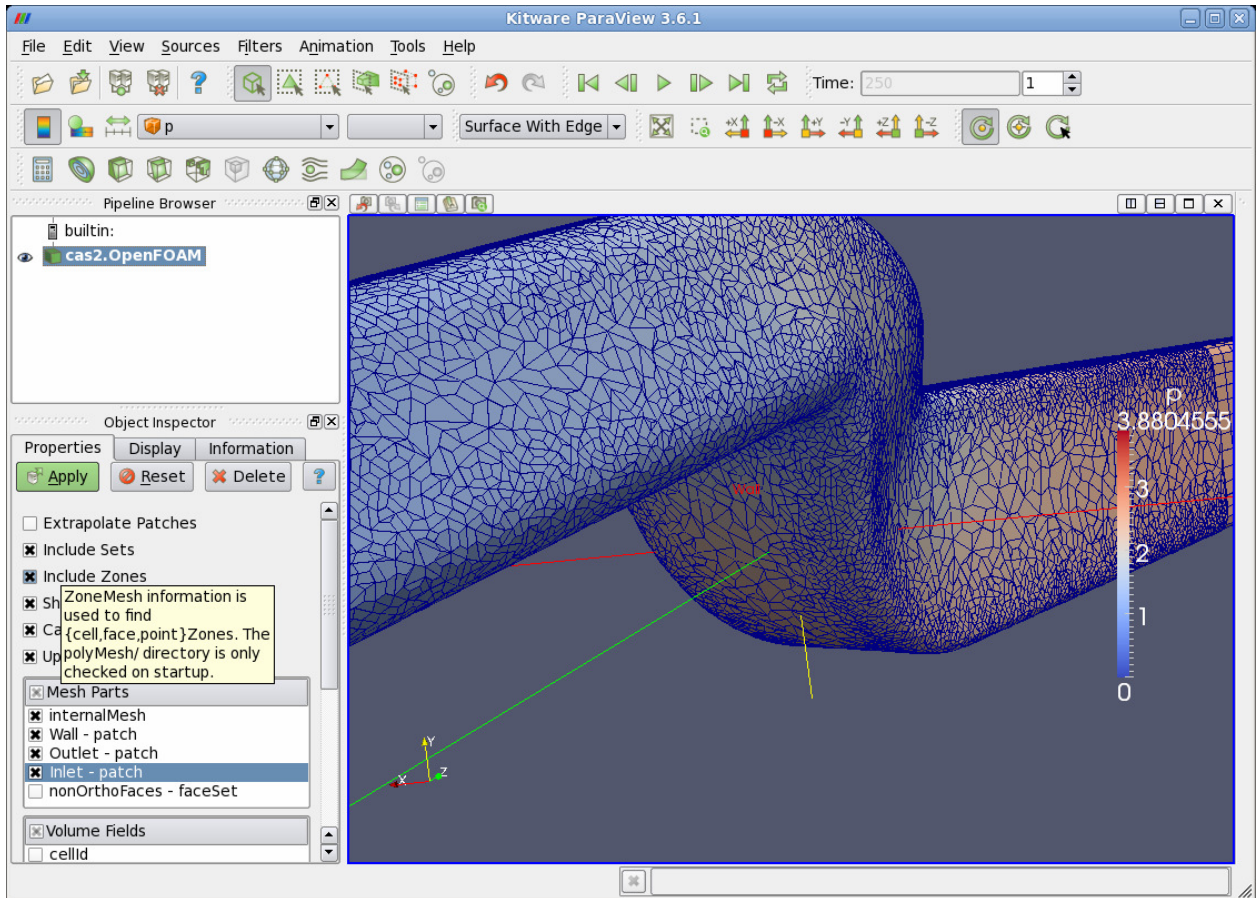 Kitware ParaView 3.6.1
File Edit View Sources Filters Animation Tools Help
Time: 250 1
p Surface With Edge +X -X +Y -Y +Z -Z
Pipeline Browser
builtin:
cas2.OpenFOAM
Object Inspector
Properties Display Information
Apply Reset Delete ?
Extrapolate Patches
Include Sets
Include Zones
Sh
Ca
Up
ZoneMesh information is
used to find
{cell,face,point}Zones. The
polyMesh/ directory is only
checked on startup.
Mesh Parts
internalMesh
Wall - patch
Outlet - patch
Inlet - patch
nonOrthoFaces - faceSet
Volume Fields
cellId
Wall
p
3.8804555
3
2
1
0
Y
X Z